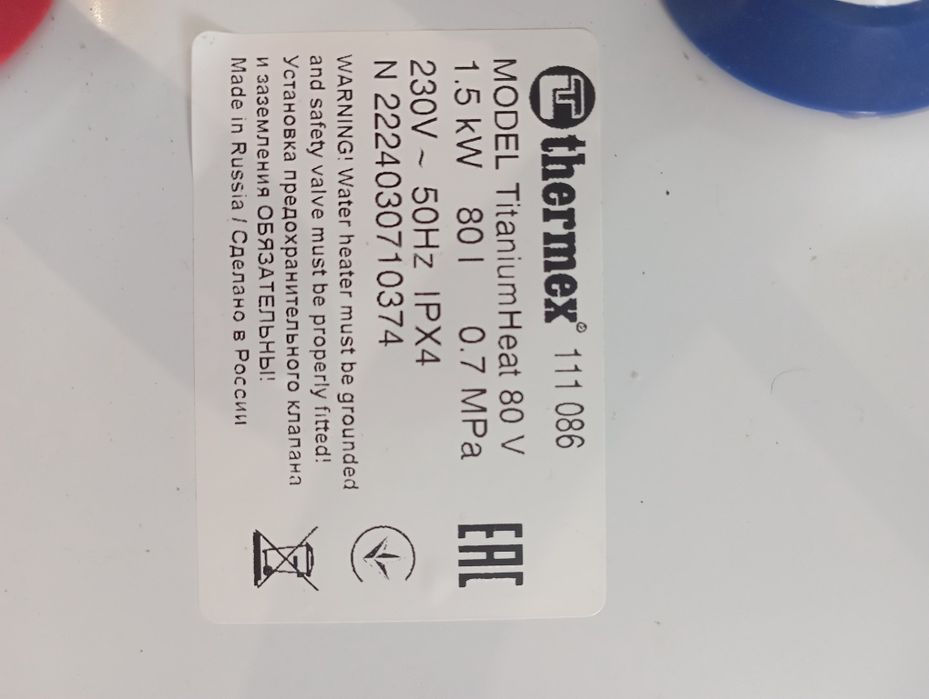 thermex® 111 086
MODEL TitaniumHeat 80 V
1.5 kW 80 l 0.7 MPa
230V ~ 50Hz IPX4
N 2224030710374
WARNING! Water heater must be grounded
and safety valve must be properly fitted!
Установка предохранительного клапана
и заземления ОБЯЗАТЕЛЬНЫ!
Made in Russia / Сделано в России
EAC